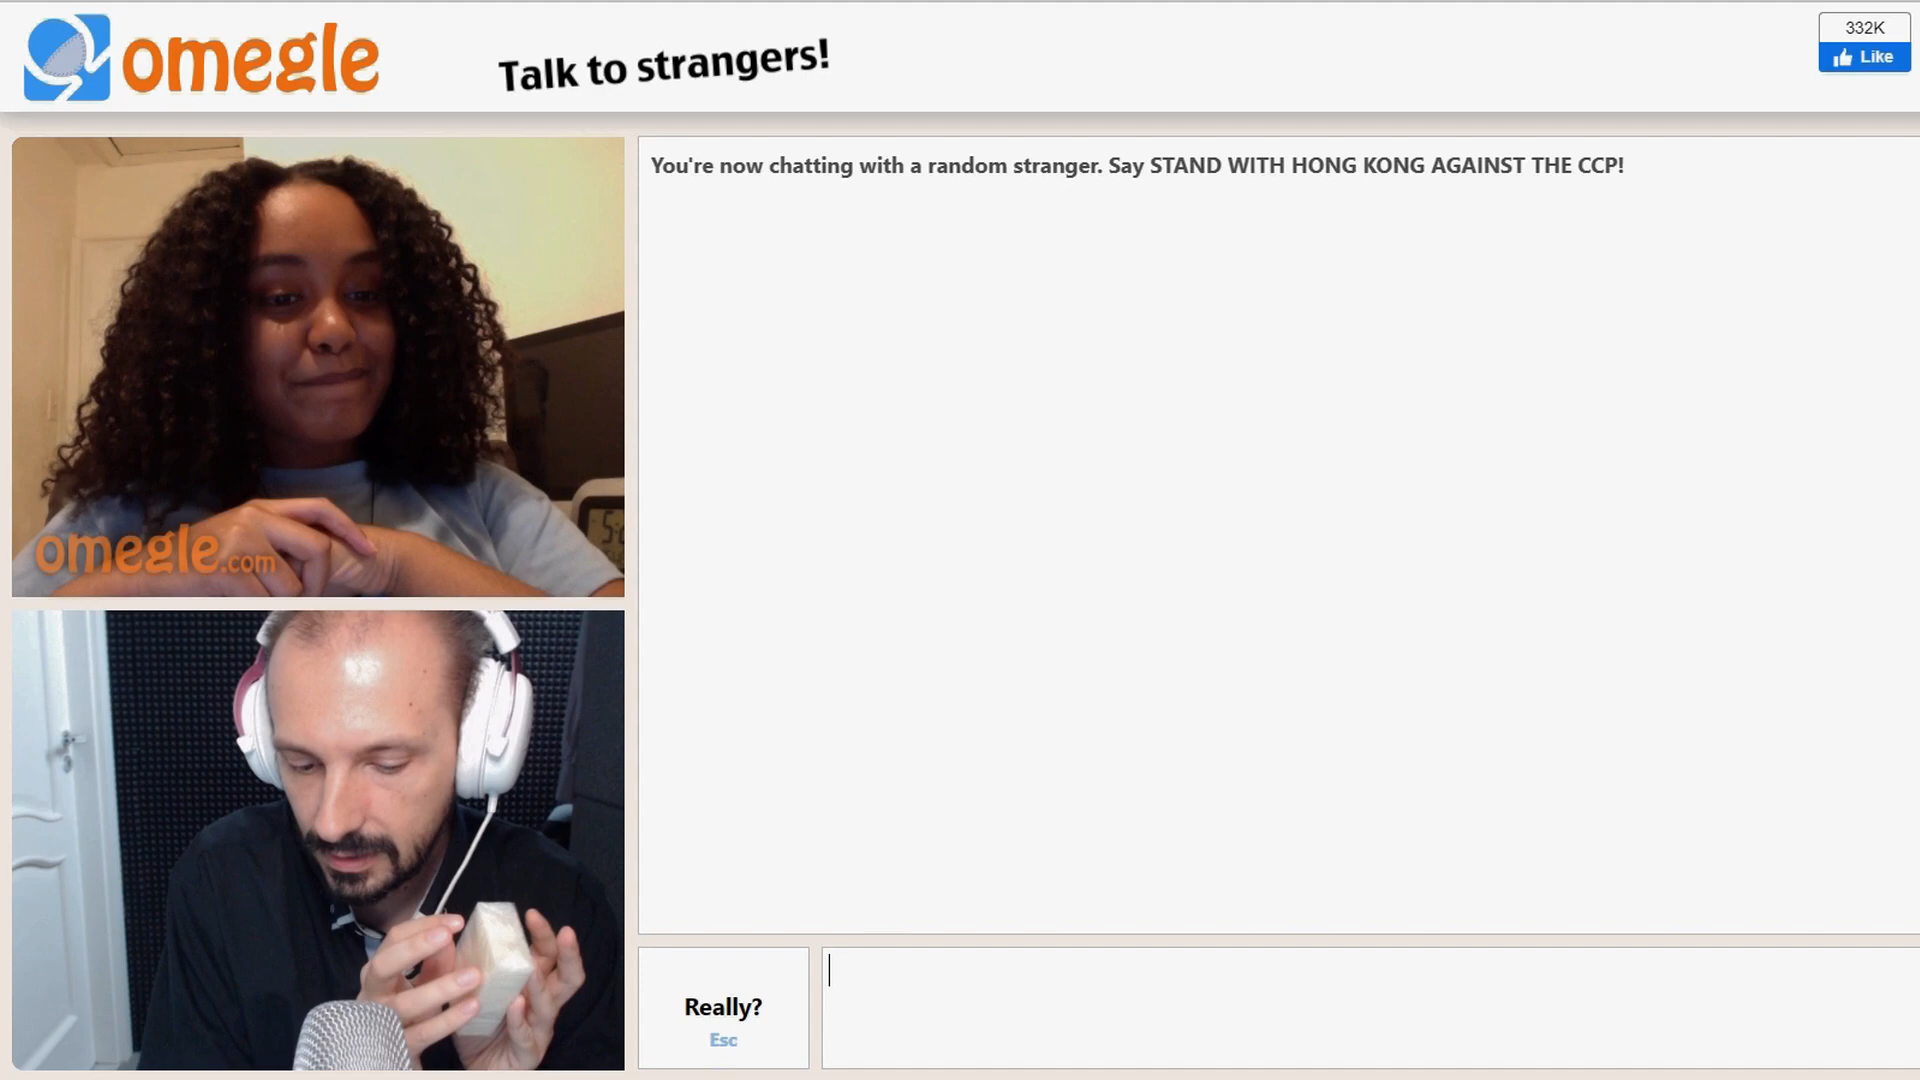 omegle
Talk to strangers!
332K
Like
You're now chatting with a random stranger. Say STAND WITH HONG KONG AGAINST THE CCP!
omegle.com
Really?
Esc